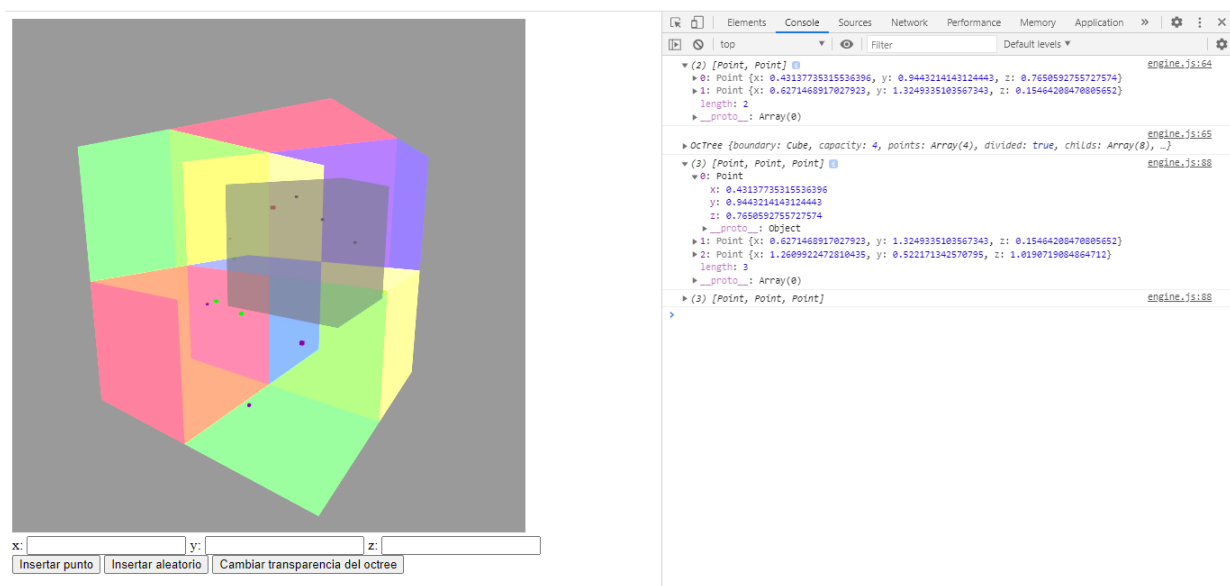 Elements Console Sources Network Performance Memory Application »
top Filter Default levels ▼
(2) [Point, Point] engine.js:64
0: Point {x: 0.43137735315536396, y: 0.9443214143124443, z: 0.7650592755727574}
1: Point {x: 0.6271468917027923, y: 1.3249335103567343, z: 0.15464208470805652}
length: 2
__proto__: Array(0)
engine.js:65
OcTree {boundary: Cube, capacity: 4, points: Array(4), divided: true, childs: Array(8), …}
(3) [Point, Point, Point] engine.js:88
0: Point
x: 0.43137735315536396
y: 0.9443214143124443
z: 0.7650592755727574
__proto__: Object
1: Point {x: 0.6271468917027923, y: 1.3249335103567343, z: 0.15464208470805652}
2: Point {x: 1.2609922472810435, y: 0.522171342570795, z: 1.0190719084864712}
length: 3
__proto__: Array(0)
(3) [Point, Point, Point] engine.js:88
x: y: z:
Insertar punto Insertar aleatorio Cambiar transparencia del octree